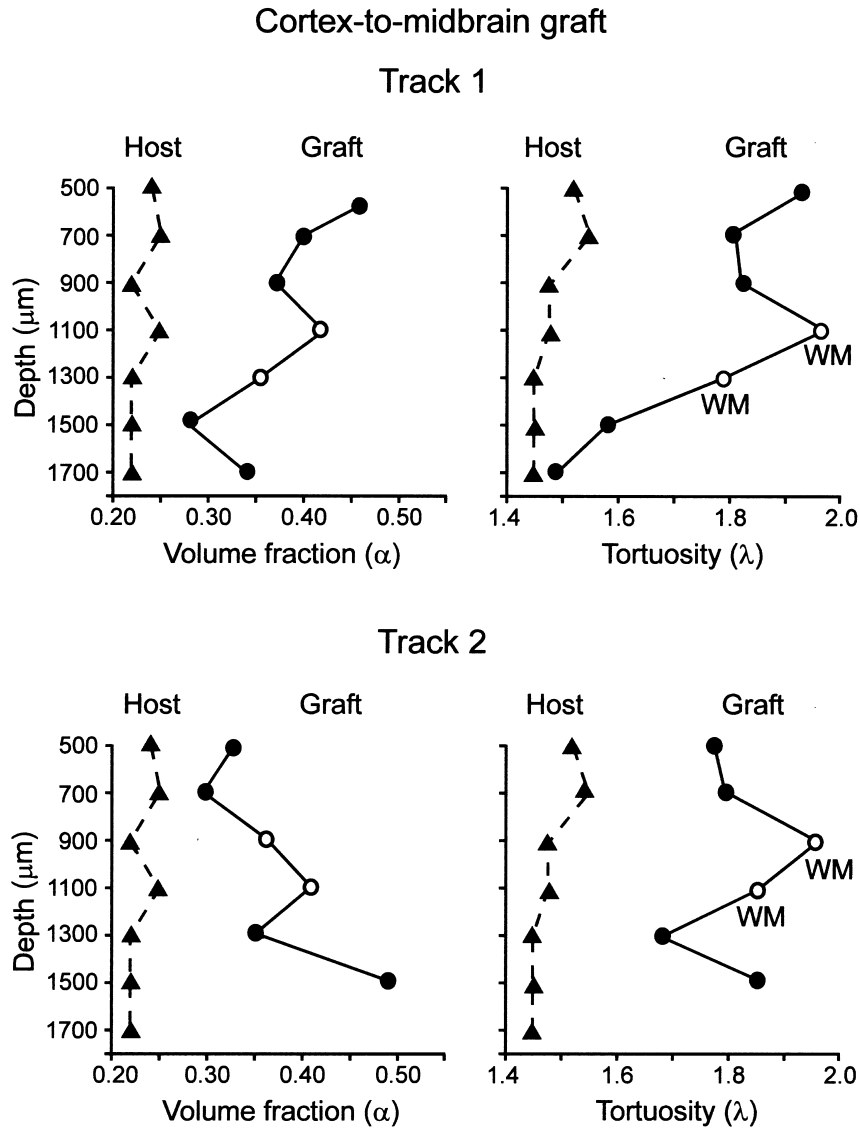 Cortex-to-midbrain graft
Track 1
Host Graft Host Graft
500
700
900
1100
1300
1500
1700
Depth (μm)
WM
WM
0.20 0.30 0.40 0.50
1.4 1.6 1.8 2.0
Volume fraction (α)
Tortuosity (λ)
Track 2
Host Graft Host Graft
500
700
900
1100
1300
1500
1700
Depth (μm)
WM
WM
0.20 0.30 0.40 0.50
1.4 1.6 1.8 2.0
Volume fraction (α)
Tortuosity (λ)